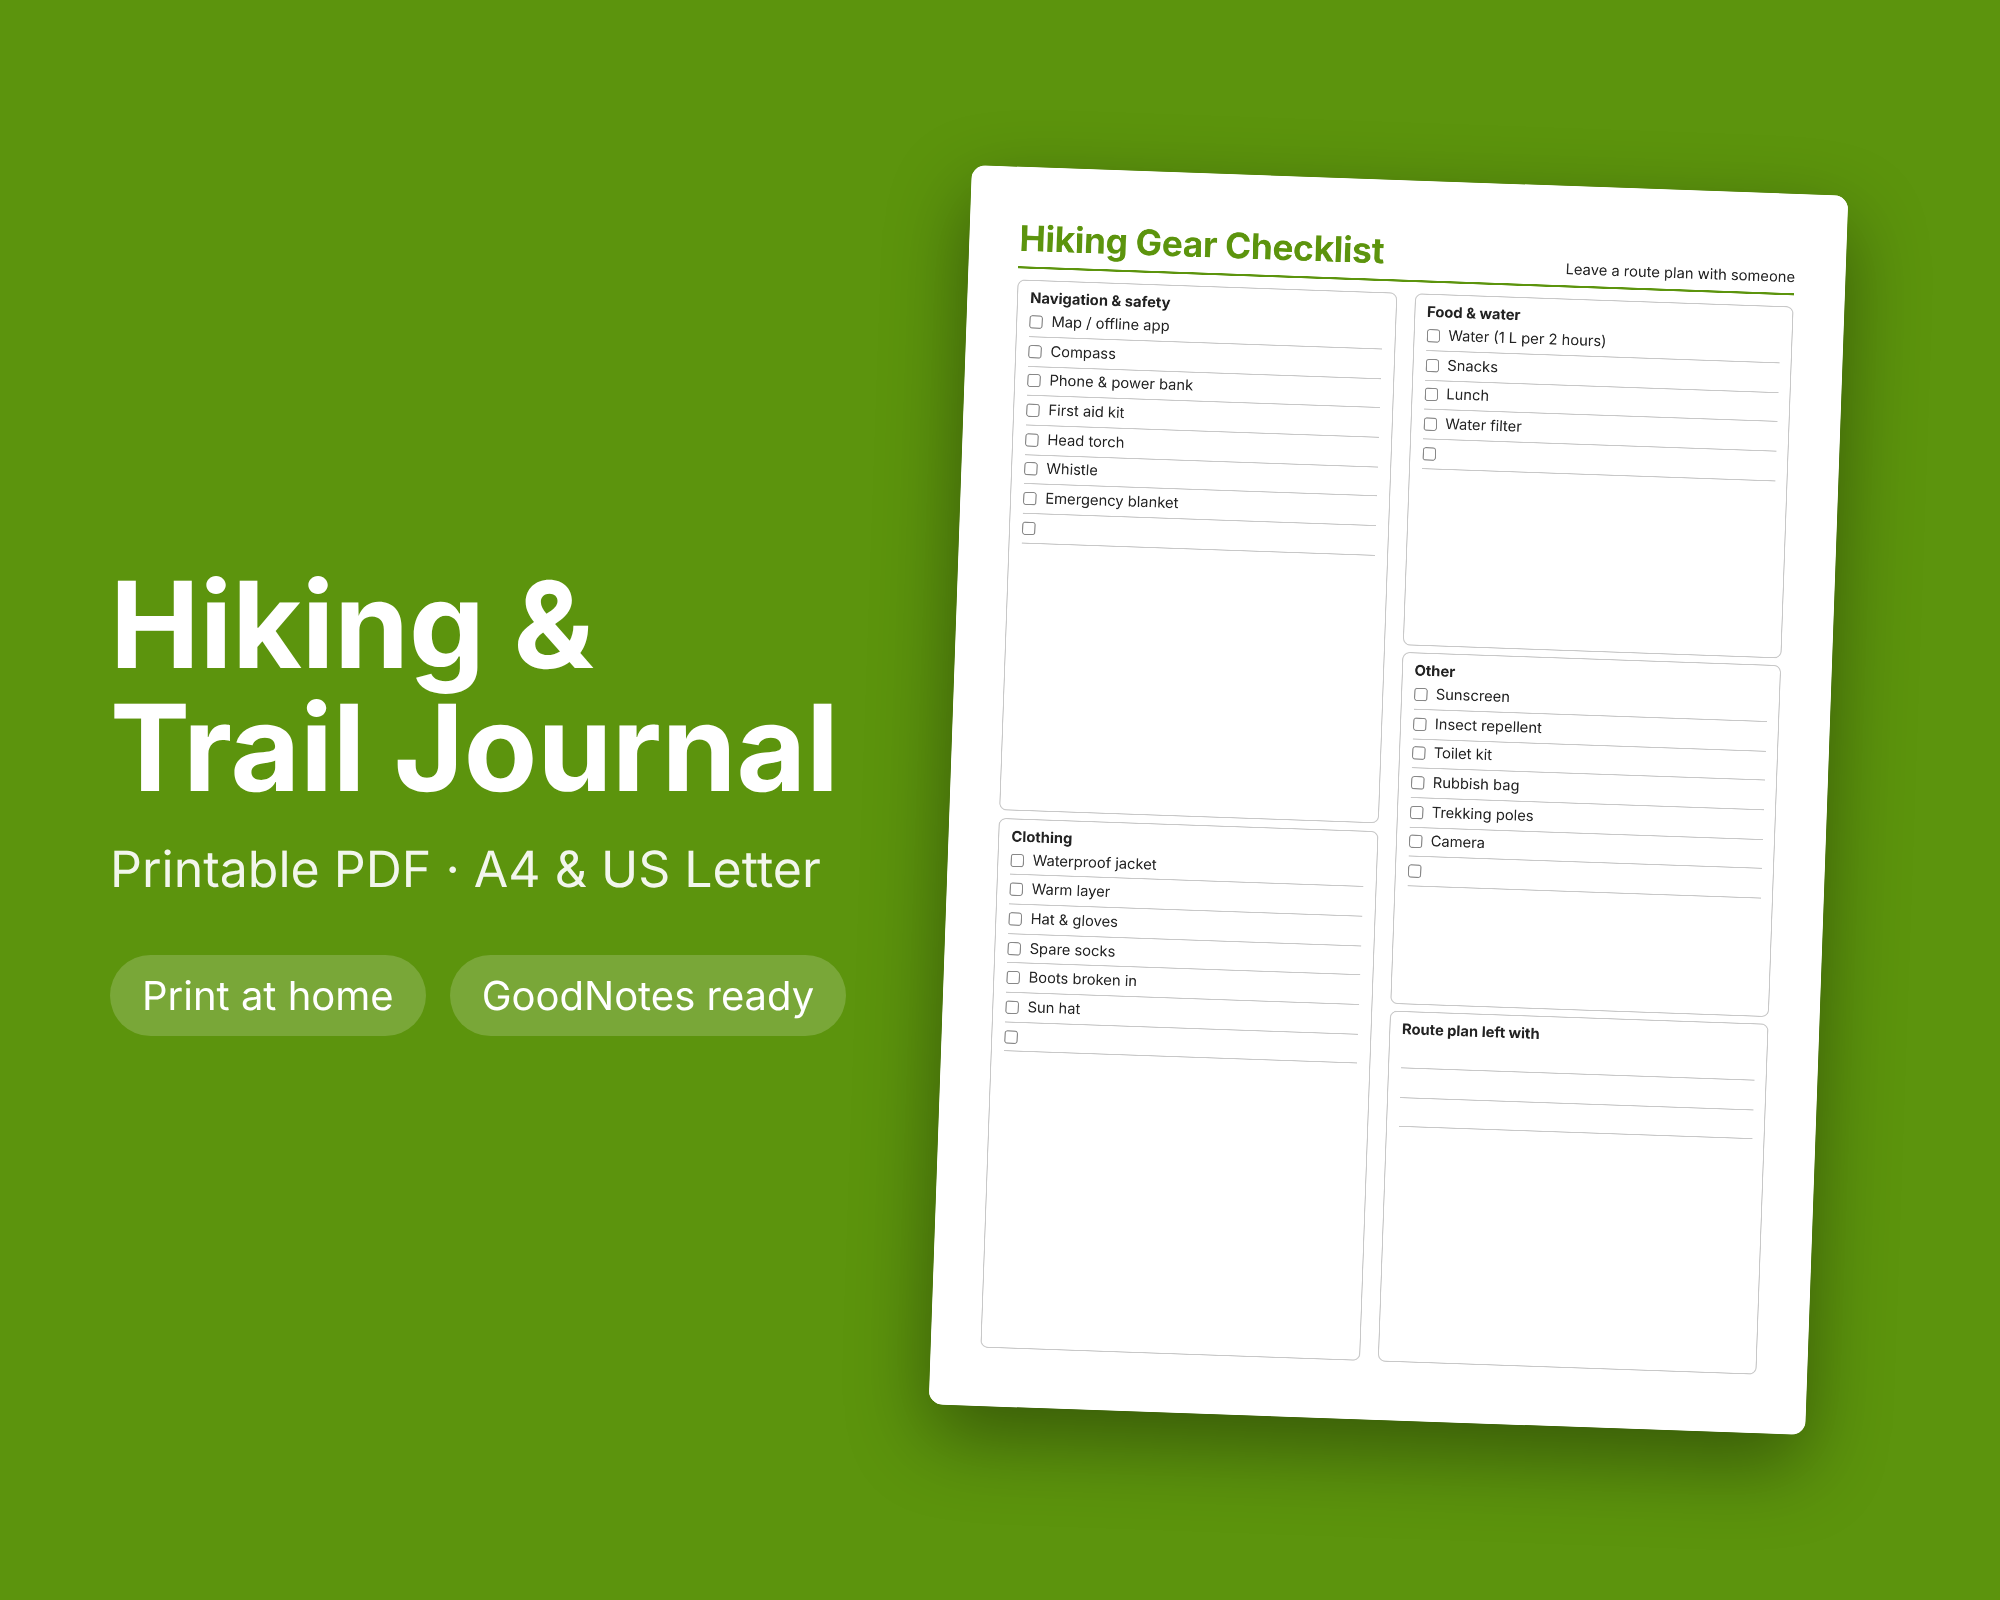 Hiking &
Trail Journal
Printable PDF · A4 & US Letter
Print at home
GoodNotes ready
Hiking Gear Checklist
Leave a route plan with someone
Navigation & safety
Map / offline app
Compass
Phone & power bank
First aid kit
Head torch
Whistle
Emergency blanket
Clothing
Waterproof jacket
Warm layer
Hat & gloves
Spare socks
Boots broken in
Sun hat
Food & water
Water (1 L per 2 hours)
Snacks
Lunch
Water filter
Other
Sunscreen
Insect repellent
Toilet kit
Rubbish bag
Trekking poles
Camera
Route plan left with